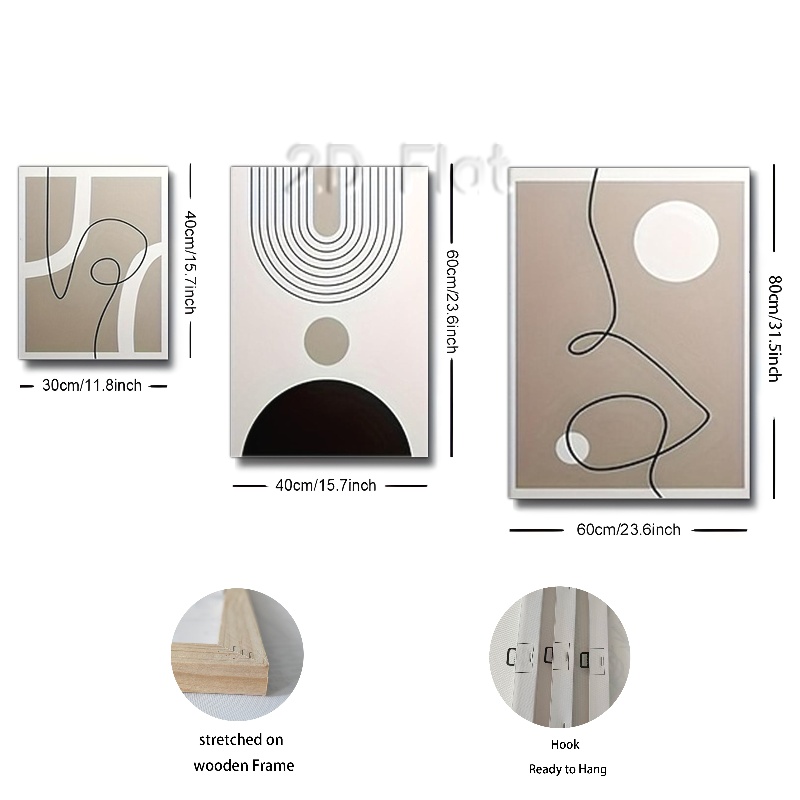 2D Flat
40cm/15.7inch
30cm/11.8inch
60cm/23.6inch
40cm/15.7inch
80cm/31.5inch
60cm/23.6inch
stretched on
wooden Frame
Hook
Ready to Hang